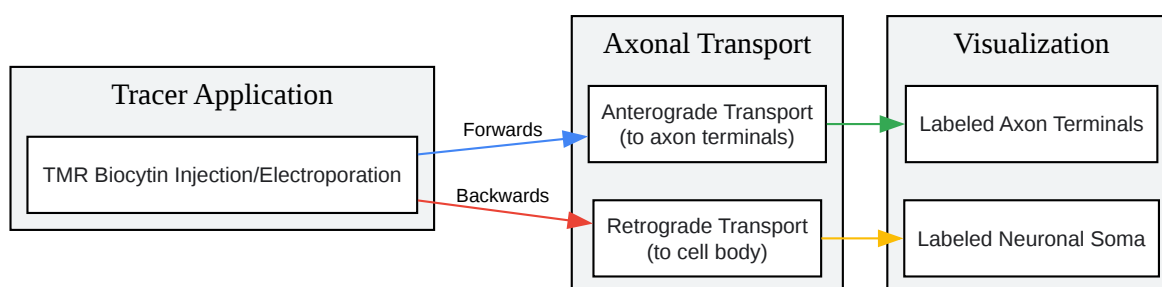 Tracer Application
TMR Biocytin Injection/Electroporation
Forwards
Backwards
Axonal Transport
Anterograde Transport
(to axon terminals)
Retrograde Transport
(to cell body)
Visualization
Labeled Axon Terminals
Labeled Neuronal Soma